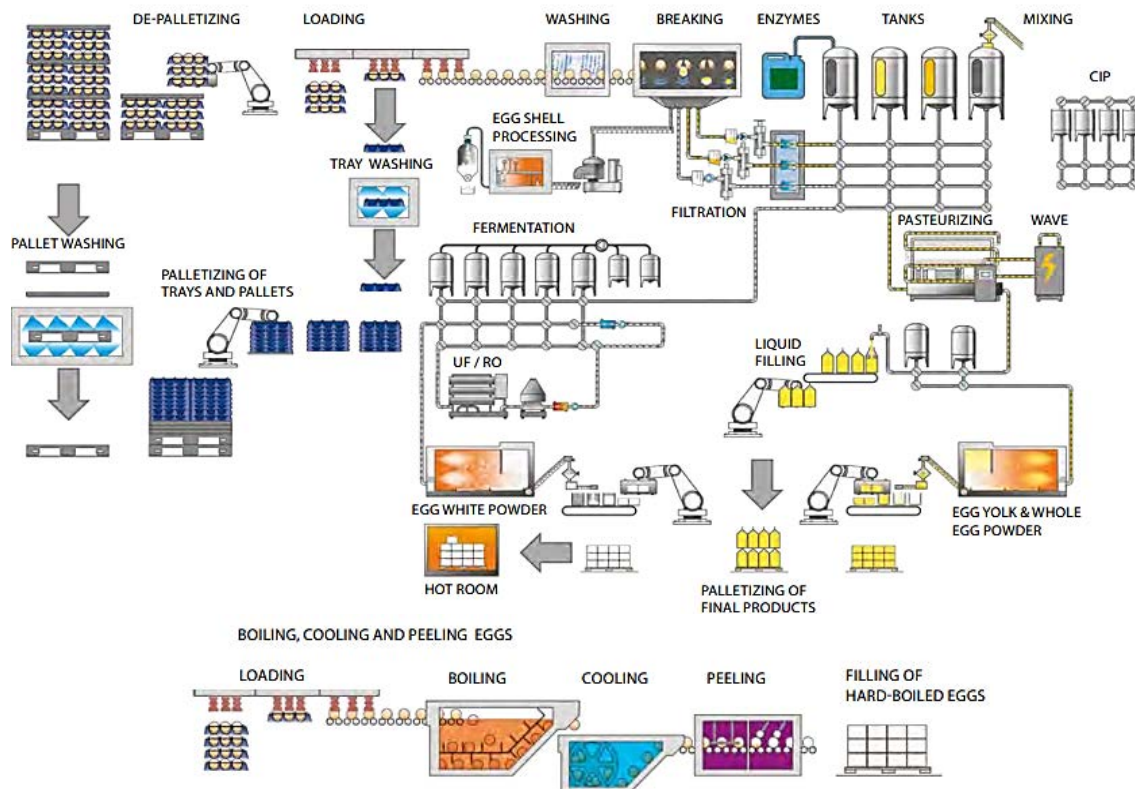 DE-PALLETIZING
LOADING
WASHING
BREAKING
ENZYMES
TANKS
MIXING
CIP
EGG SHELL
PROCESSING
TRAY WASHING
FILTRATION
PALLET WASHING
FERMENTATION
PASTEURIZING
WAVE
PALLETIZING OF
TRAYS AND PALLETS
UF / RO
LIQUID
FILLING
EGG WHITE POWDER
EGG YOLK & WHOLE
EGG POWDER
HOT ROOM
PALLETIZING OF
FINAL PRODUCTS
BOILING, COOLING AND PEELING EGGS
LOADING
BOILING
COOLING
PEELING
FILLING OF
HARD-BOILED EGGS